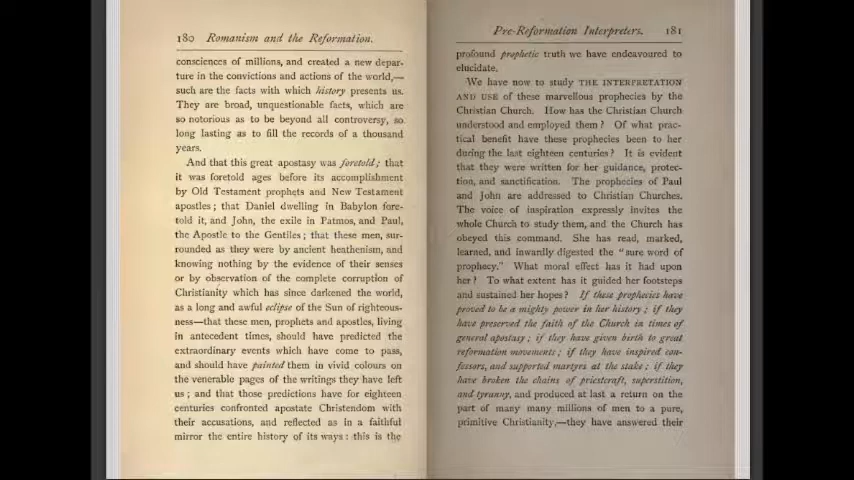 180 Romanism and the Reformation.
consciences of millions, and created a new depar-
ture in the convictions and actions of the world,—
such are the facts with which history presents us.
They are broad, unquestionable facts, which are
so notorious as to be beyond all controversy, so
long lasting as to fill the records of a thousand
years.
And that this great apostasy was foretold; that
it was foretold ages before its accomplishment
by Old Testament prophets and New Testament
apostles; that Daniel dwelling in Babylon fore-
told it, and John, the exile in Patmos, and Paul,
the Apostle to the Gentiles; that these men, sur-
rounded as they were by ancient heathenism, and
knowing nothing by the evidence of their senses
or by observation of the complete corruption of
Christianity which has since darkened the world,
as a long and awful eclipse of the Sun of righteous-
ness—that these men, prophets and apostles, living
in antecedent times, should have predicted the
extraordinary events which have come to pass,
and should have painted them in vivid colours on
the venerable pages of the writings they have left
us; and that those predictions have for eighteen
centuries confronted apostate Christendom with
their accusations, and reflected as in a faithful
mirror the entire history of its ways: this is the
Pre-Reformation Interpreters. 181
profound prophetic truth we have endeavoured to
elucidate.
We have now to study THE INTERPRETATION
AND USE of these marvellous prophecies by the
Christian Church. How has the Christian Church
understood and employed them? Of what prac-
tical benefit have these prophecies been to her
during the last eighteen centuries? It is evident
that they were written for her guidance, protec-
tion, and sanctification. The prophecies of Paul
and John are addressed to Christian Churches.
The voice of inspiration expressly invites the
whole Church to study them, and the Church has
obeyed this command. She has read, marked,
learned, and inwardly digested the "sure word of
prophecy." What moral effect has it had upon
her? To what extent has it guided her footsteps
and sustained her hopes? If these prophecies have
proved to be a mighty power in her history; if they
have preserved the faith of the Church in times of
general apostasy; if they have given birth to great
reformation movements; if they have inspired con-
fessors, and supported martyrs at the stake; if they
have broken the chains of priestcraft, superstition,
and tyranny, and produced at last a return on the
part of many many millions of men to a pure,
primitive Christianity,—they have answered their